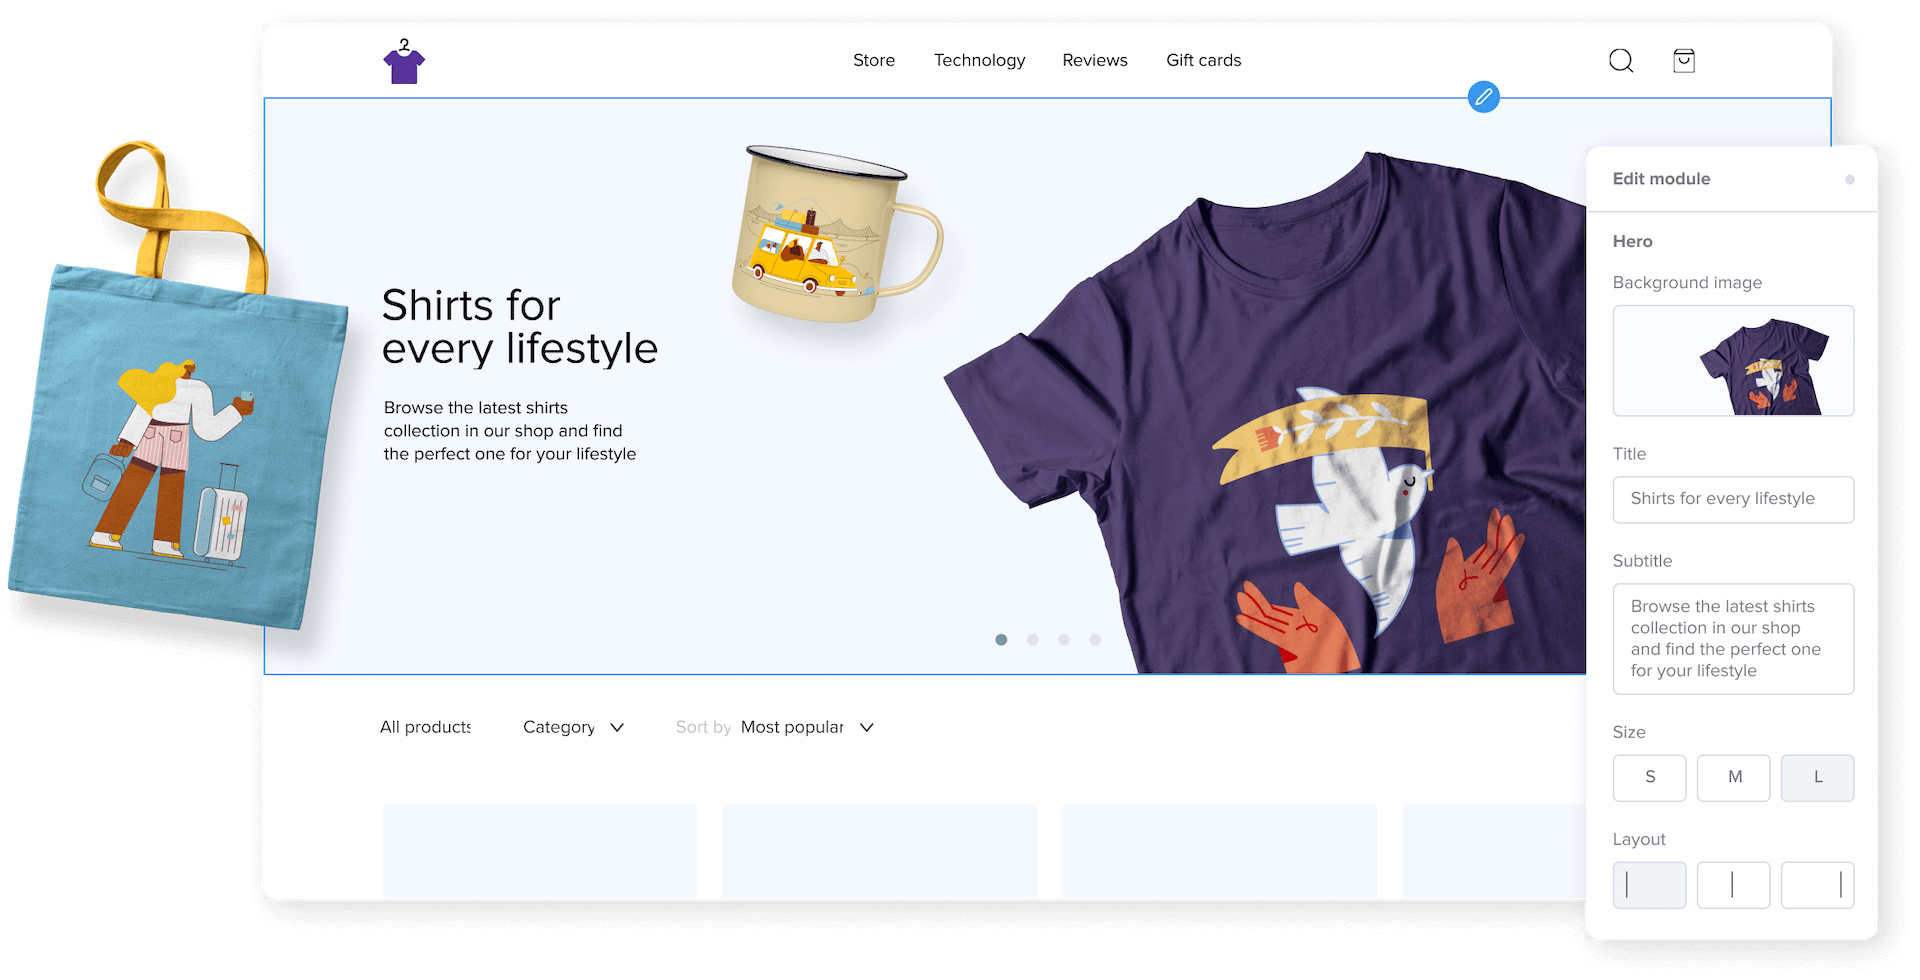 Store
Technology
Reviews
Gift cards
Shirts for
every lifestyle
Browse the latest shirts
collection in our shop and find
the perfect one for your lifestyle
All products
Category
Sort by Most popular
Edit module
Hero
Background image
Title
Shirts for every lifestyle
Subtitle
Browse the latest shirts
collection in our shop
and find the perfect one
for your lifestyle
Size
S
M
L
Layout